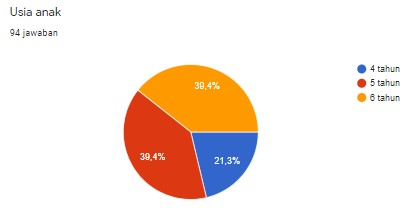 Usia anak
94 jawaban
4 tahun
5 tahun
6 tahun
39,4%
39,4%
21,3%